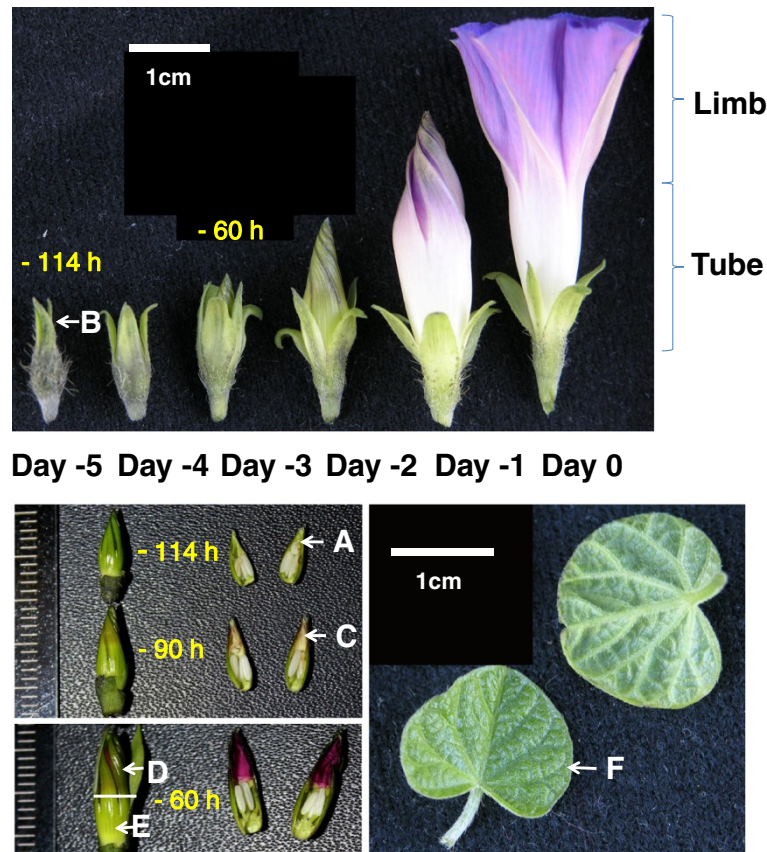 1cm
Limb
- 60 h
- 114 h
Tube
B
Day -5 Day -4 Day -3 Day -2 Day -1 Day 0
- 114 h
A
1cm
- 90 h
C
D
- 60 h
E
F